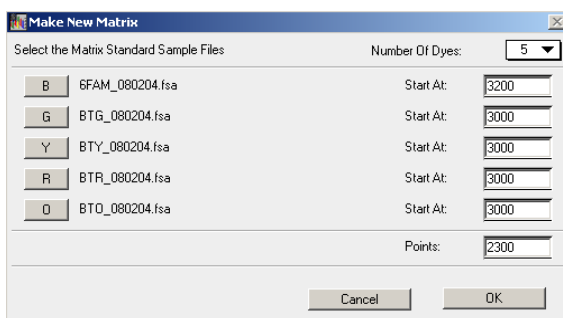 Make New Matrix
Select the Matrix Standard Sample Files Number Of Dyes: 5
B 6FAM_080204.fsa Start At: 3200
G BTG_080204.fsa Start At: 3000
Y BTY_080204.fsa Start At: 3000
R BTR_080204.fsa Start At: 3000
O BTO_080204.fsa Start At: 3000
Points: 2300
Cancel OK